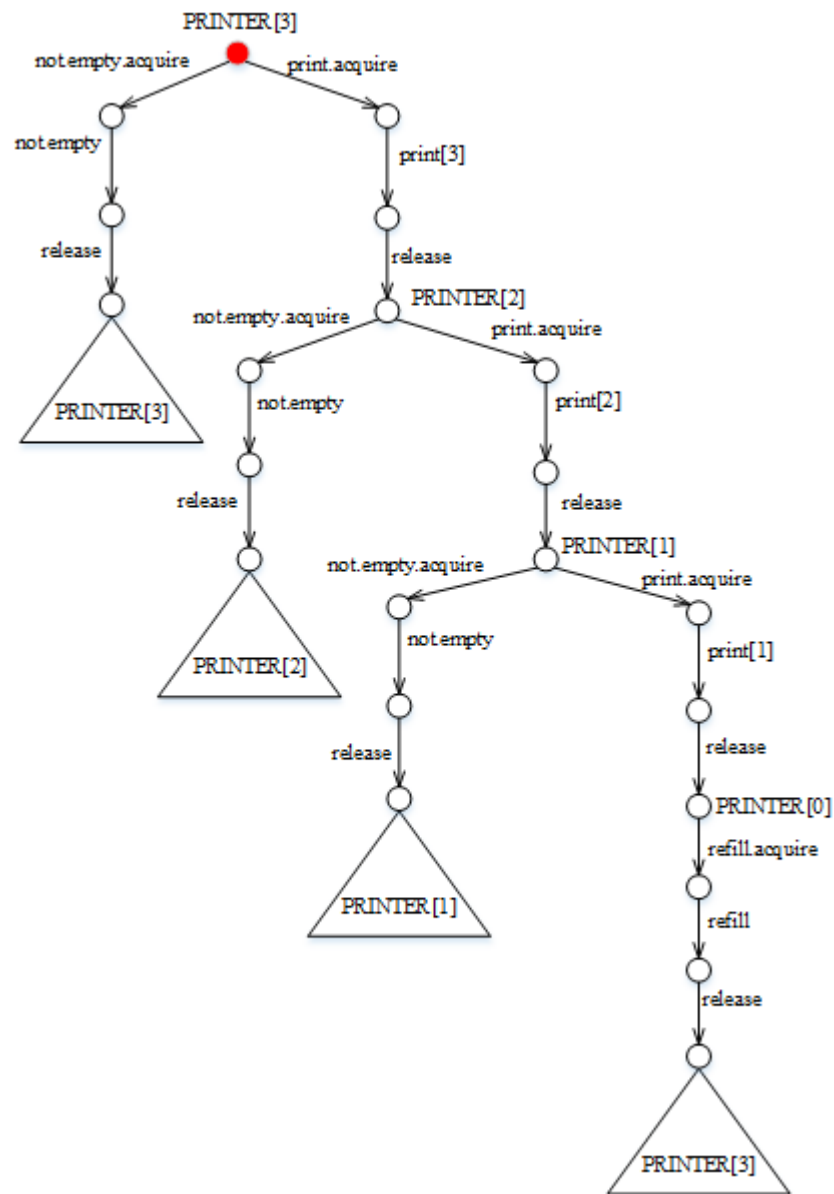 PRINTER[3]
not.empty.acquire
print.acquire
not.empty
print[3]
release
release
PRINTER[2]
not.empty.acquire
print.acquire
PRINTER[3]
not.empty
print[2]
release
release
PRINTER[1]
not.empty.acquire
print.acquire
not.empty
print[1]
PRINTER[2]
release
release
PRINTER[0]
refill.acquire
PRINTER[1]
refill
release
PRINTER[3]